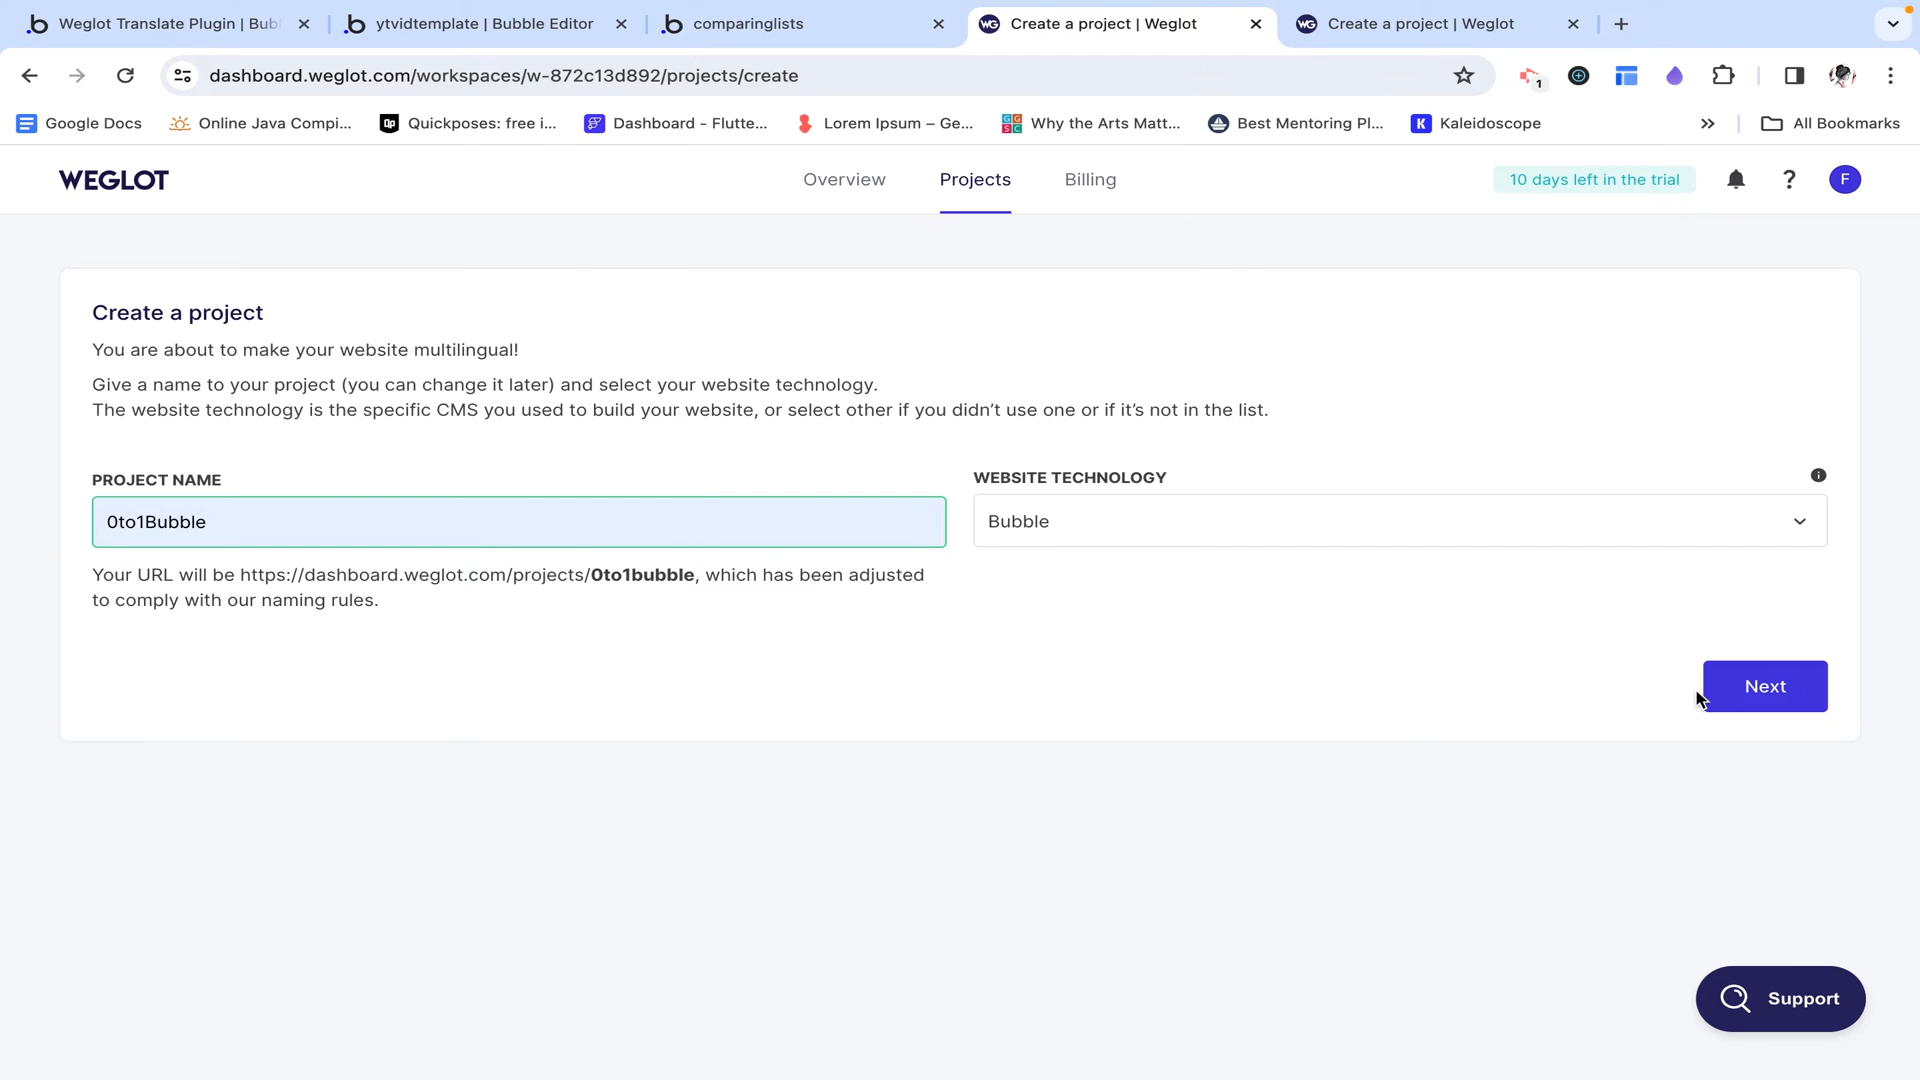 Weglot Translate Plugin | Bub
ytvidtemplate | Bubble Editor
comparinglists
Create a project | Weglot
Create a project | Weglot
dashboard.weglot.com/workspaces/w-872c13d892/projects/create
1
Google Docs
Online Java Compi...
Quickposes: free i...
Dashboard - Flutte...
Lorem Ipsum – Ge...
Why the Arts Matt...
Best Mentoring Pl...
Kaleidoscope
All Bookmarks
WEGLOT
Overview
Projects
Billing
10 days left in the trial
?
F
Create a project
You are about to make your website multilingual!
Give a name to your project (you can change it later) and select your website technology.
The website technology is the specific CMS you used to build your website, or select other if you didn’t use one or if it’s not in the list.
PROJECT NAME
WEBSITE TECHNOLOGY
0to1Bubble
Bubble
Your URL will be https://dashboard.weglot.com/projects/0to1bubble, which has been adjusted
to comply with our naming rules.
Next
Support